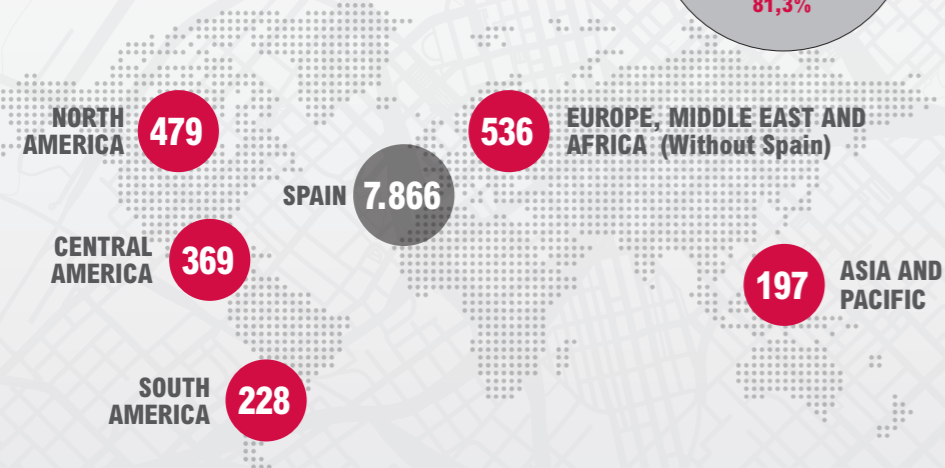 81,3%
NORTH
AMERICA
479
536
EUROPE, MIDDLE EAST AND
AFRICA (Without Spain)
SPAIN
7.866
CENTRAL
AMERICA
369
197
ASIA AND
PACIFIC
SOUTH
AMERICA
228